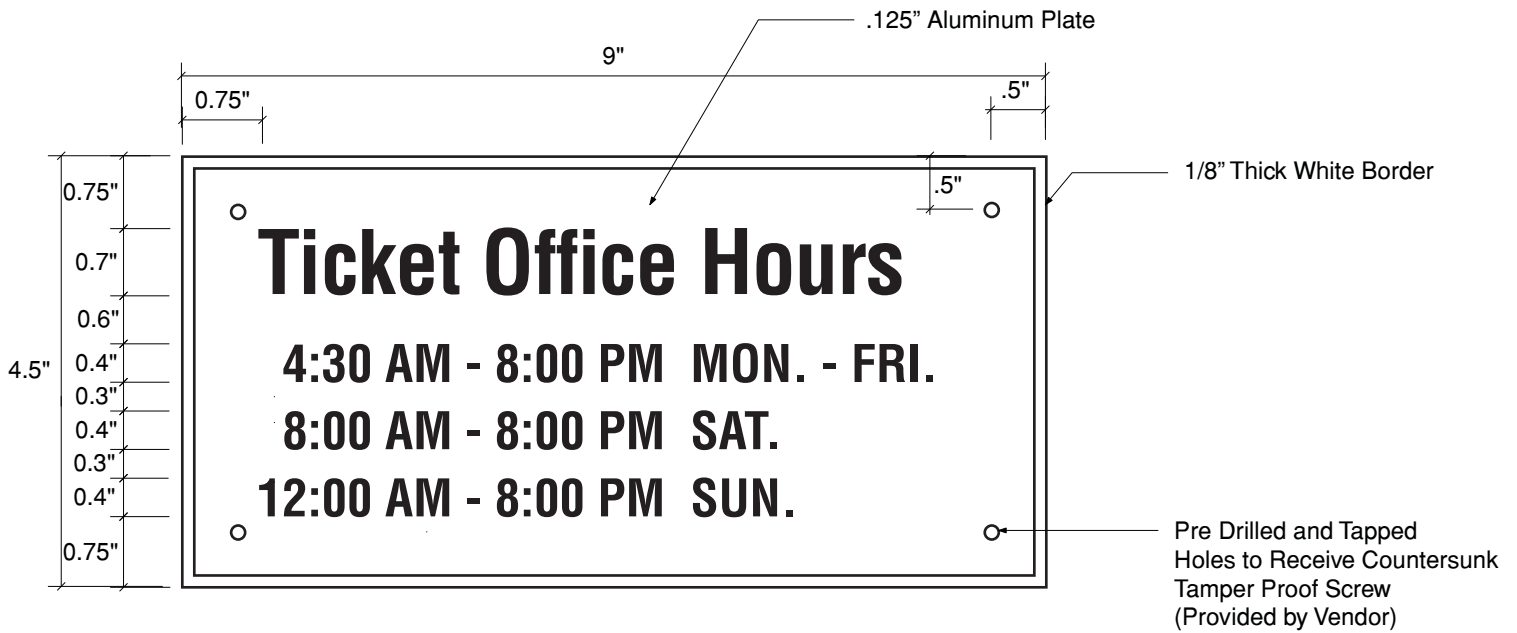 .125” Aluminum Plate
9"
0.75"
.5"
1/8” Thick White Border
0.75"
.5"
0.7"
Ticket Office Hours
0.6"
4.5"
0.4"
4:30 AM - 8:00 PM MON. - FRI.
0.3"
0.4"
8:00 AM - 8:00 PM SAT.
0.3"
0.4"
12:00 AM - 8:00 PM SUN.
0.75"
Pre Drilled and Tapped
Holes to Receive Countersunk
Tamper Proof Screw
(Provided by Vendor)